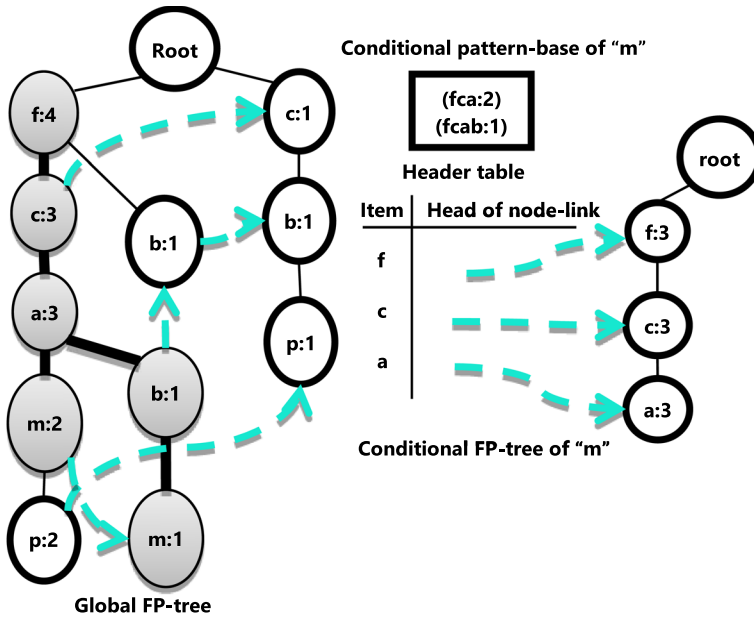 Root
f:4
c:1
c:3
b:1
b:1
a:3
p:1
b:1
m:2
p:2
m:1
Global FP-tree
Conditional pattern-base of “m”
(fca:2)
(fcab:1)
Header table
Item Head of node-link
f
c
a
root
f:3
c:3
a:3
Conditional FP-tree of “m”